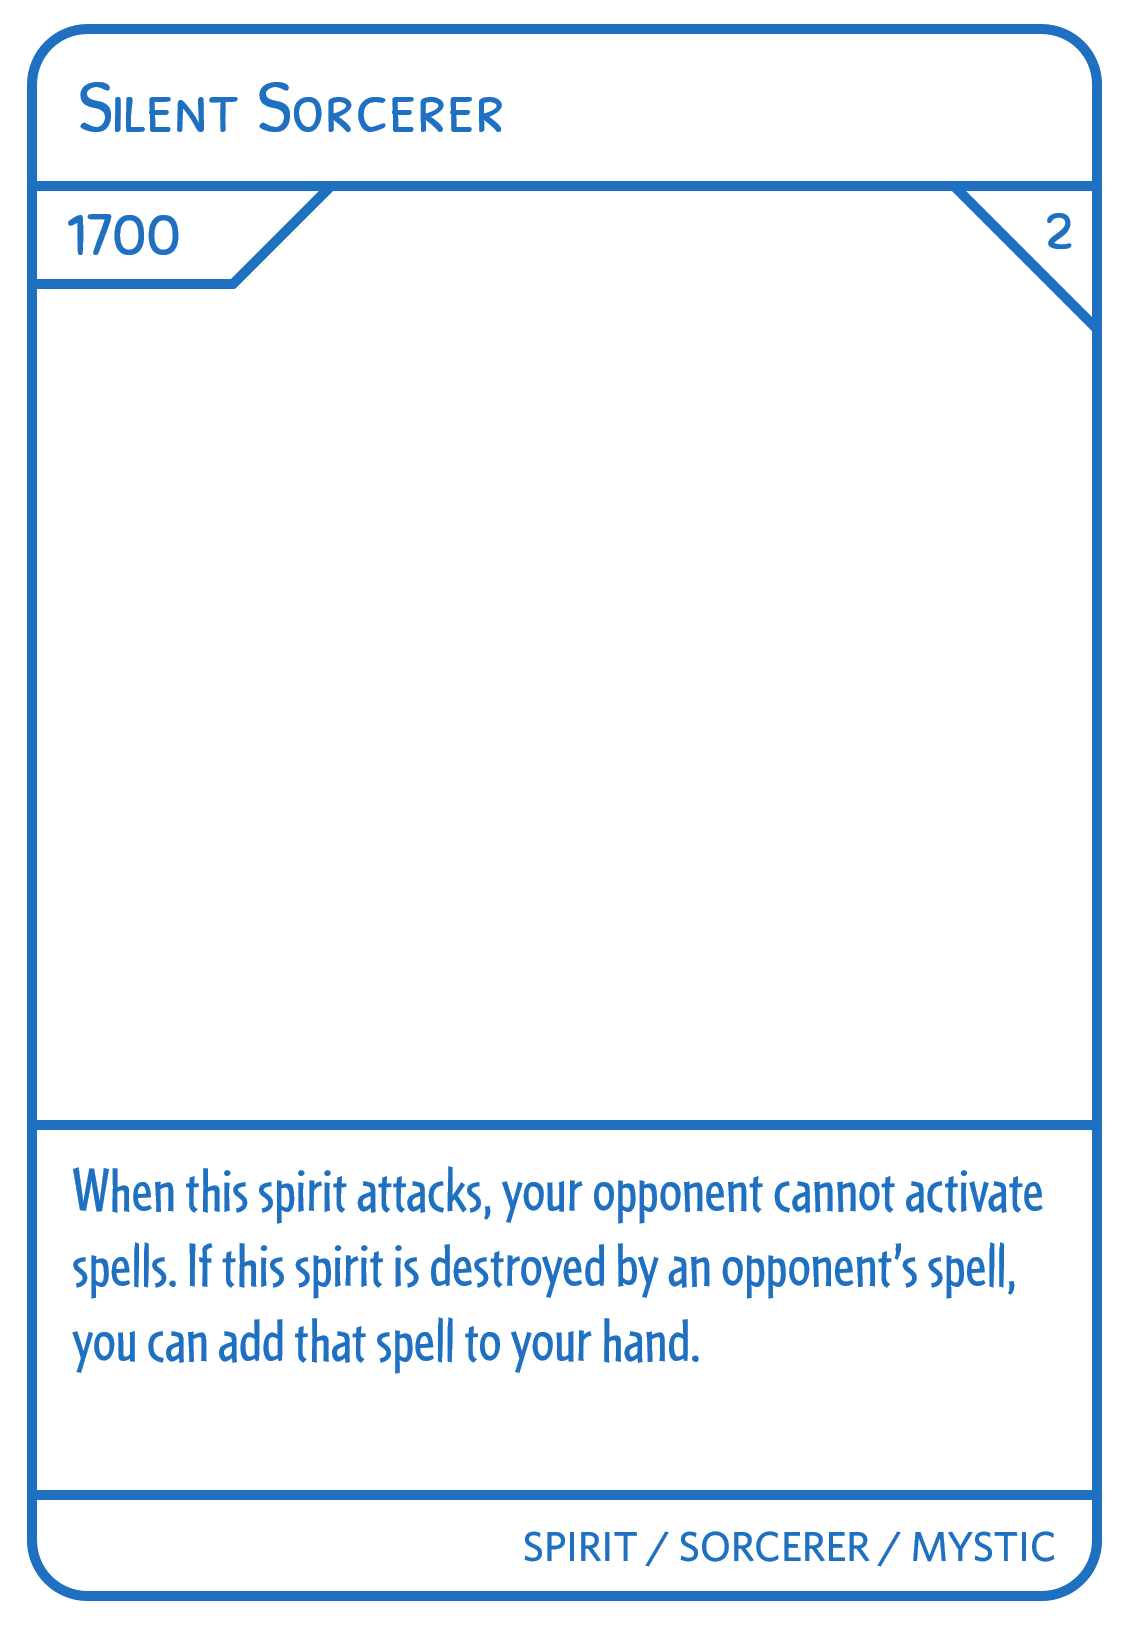 Silent Sorcerer
1700
2
When this spirit attacks, your opponent cannot activate
spells. If this spirit is destroyed by an opponent’s spell,
you can add that spell to your hand.
SPIRIT / SORCERER / MYSTIC